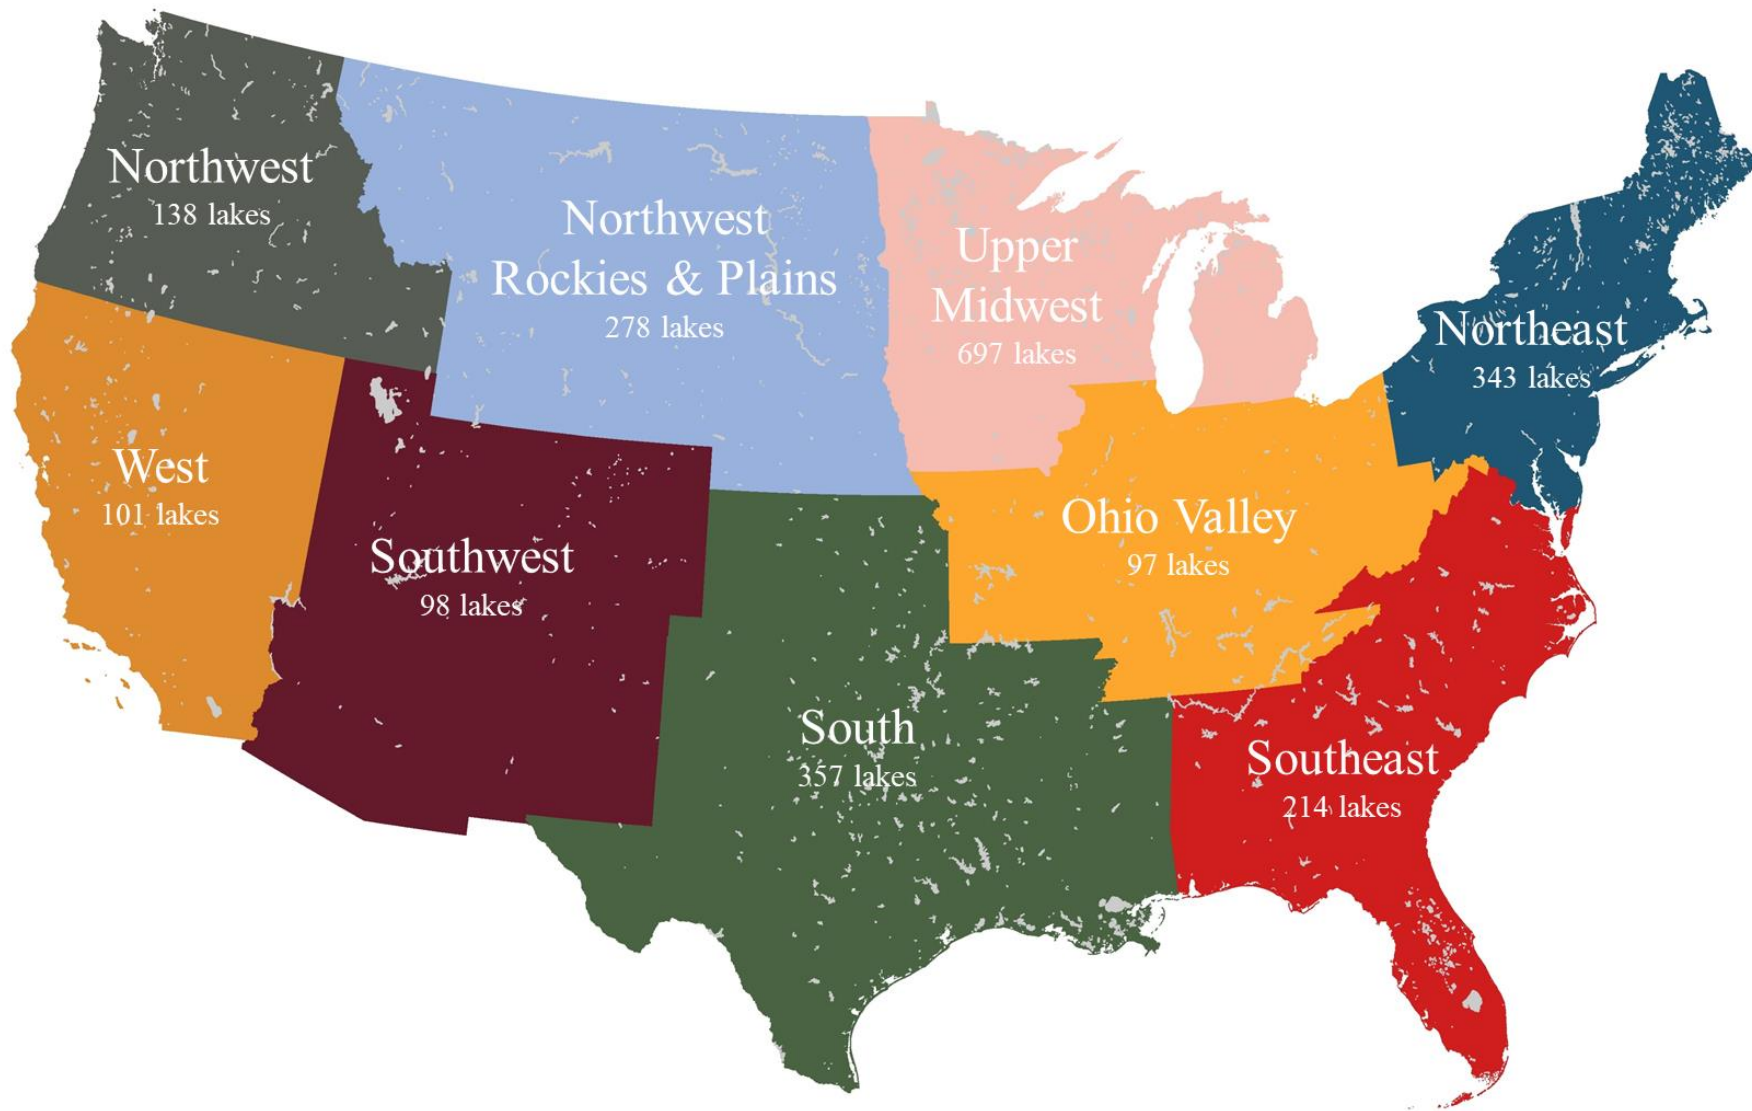 Northwest
138 lakes
Northwest
Rockies & Plains
278 lakes
Upper
Midwest
697 lakes
Northeast
343 lakes
West
101 lakes
Southwest
98 lakes
Ohio Valley
97 lakes
South
357 lakes
Southeast
214 lakes